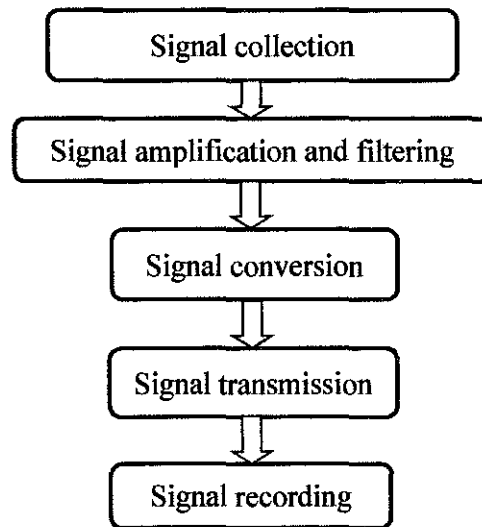 Signal collection
Signal amplification and filtering
Signal conversion
Signal transmission
Signal recording